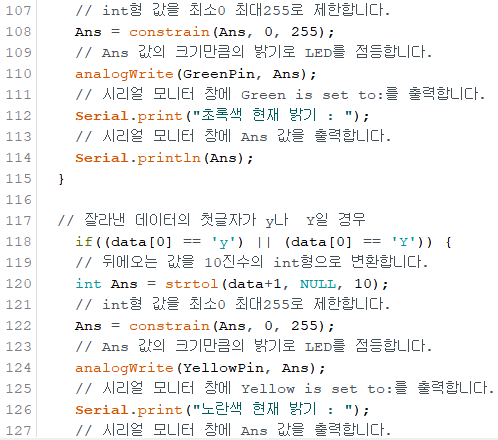 107 // int형 값을 최소0 최대255로 제한합니다.
108 Ans = constrain(Ans, 0, 255);
109 // Ans 값의 크기만큼의 밝기로 LED를 점등합니다.
110 analogWrite(GreenPin, Ans);
111 // 시리얼 모니터 창에 Green is set to:를 출력합니다.
112 Serial.print("초록색 현재 밝기 : ");
113 // 시리얼 모니터 창에 Ans 값을 출력합니다.
114 Serial.println(Ans);
115 }
116
117 // 잘라낸 데이터의 첫글자가 y나  Y일 경우
118 if((data[0] == 'y') || (data[0] == 'Y')) {
119 // 뒤에오는 값을 10진수의 int형으로 변환합니다.
120 int Ans = strtol(data+1, NULL, 10);
121 // int형 값을 최소0 최대255로 제한합니다.
122 Ans = constrain(Ans, 0, 255);
123 // Ans 값의 크기만큼의 밝기로 LED를 점등합니다.
124 analogWrite(YellowPin, Ans);
125 // 시리얼 모니터 창에 Yellow is set to:를 출력합니다.
126 Serial.print("노란색 현재 밝기 : ");
127 // 시리얼 모니터 창에 Ans 값을 출력합니다.